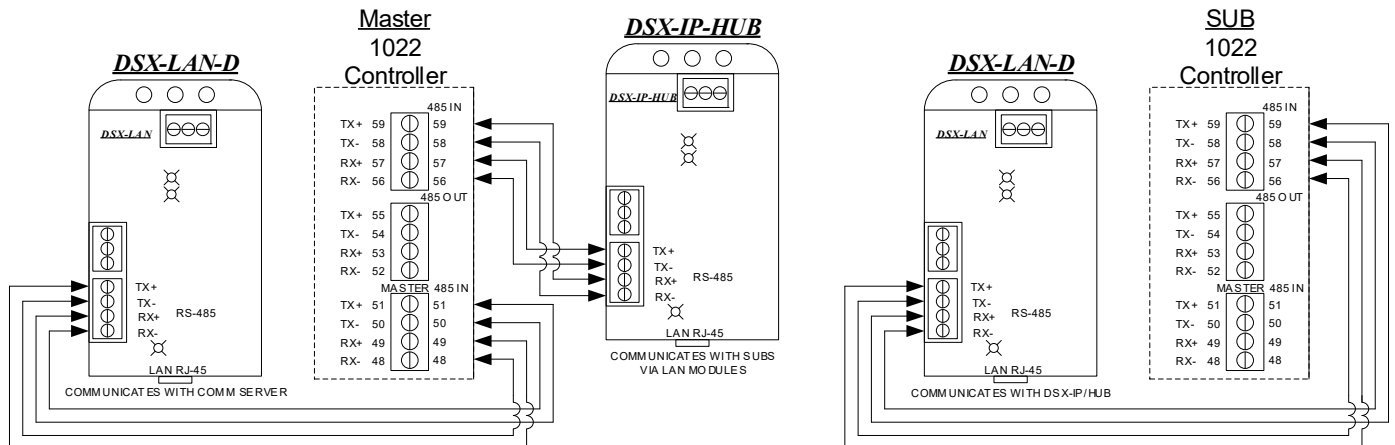 DSX-LAN-D
DSX-LAN
TX+
TX-
RX+
RX-
RS-485
LAN RJ-45
COMMUNICATES WITH COMM SERVER
Master
1022
Controller
485 IN
TX+ 59 59
TX- 58 58
RX+ 57 57
RX- 56 56
485 OUT
TX+ 55
TX- 54
RX+ 53
RX- 52
MASTER 485 IN
TX+ 51 51
TX- 50 50
RX+ 49 49
RX- 48 48
DSX-IP-HUB
DSX-IP-HUB
TX+
TX-
RX+
RX-
RS-485
LAN RJ-45
COMMUNICATES WITH SUBS
VIA LAN MODULES
DSX-LAN-D
DSX-LAN
TX+
TX-
RX+
RX-
RS-485
LAN RJ-45
COMMUNICATES WITH DSX-IP/HUB
SUB
1022
Controller
485 IN
TX+ 59 59
TX- 58 58
RX+ 57 57
RX- 56 56
485 OUT
TX+ 55
TX- 54
RX+ 53
RX- 52
MASTER 485 IN
TX+ 51 51
TX- 50 50
RX+ 49 49
RX- 48 48